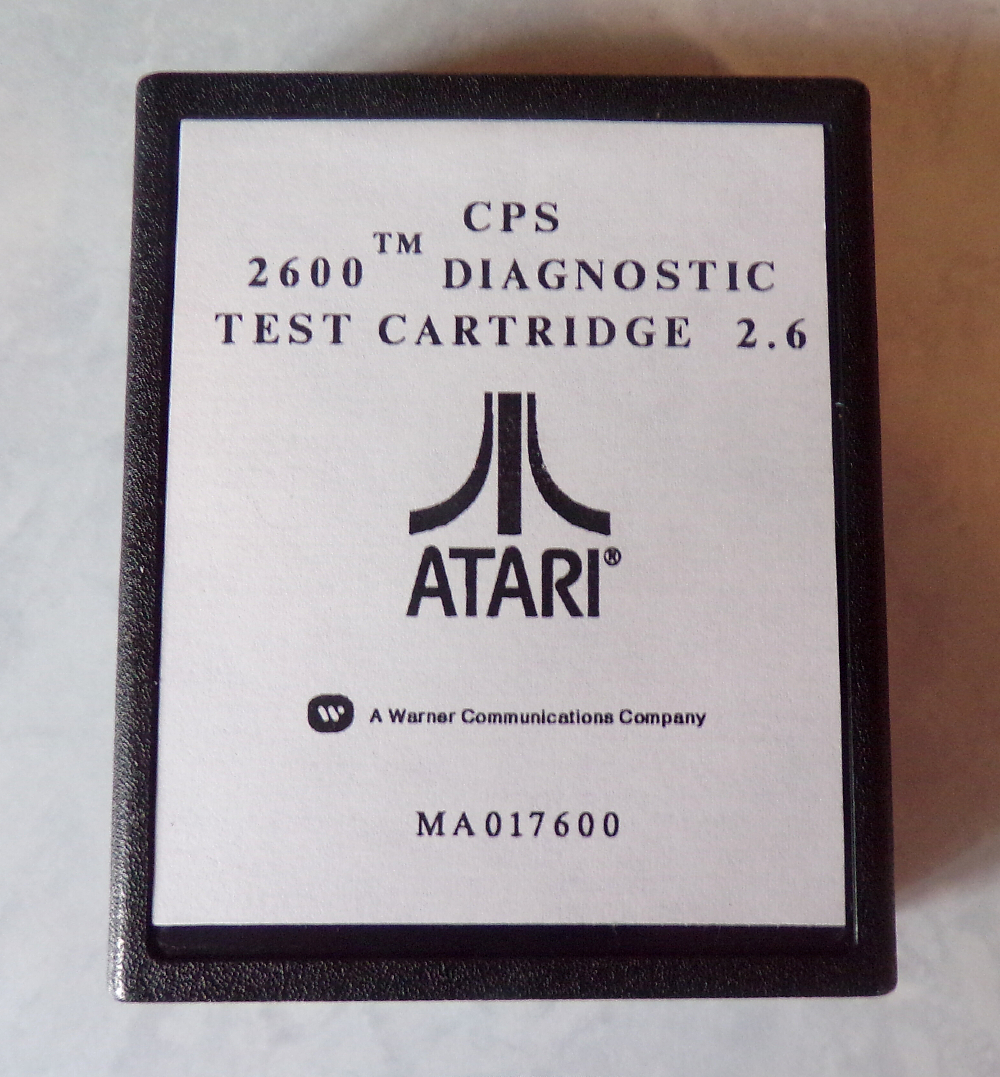 CPS
2600™ DIAGNOSTIC
TEST CARTRIDGE 2.6
ATARI®
A Warner Communications Company
MA017600